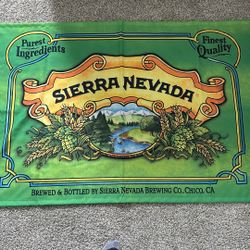 Purest
Ingredients
Finest
Quality
SIERRA NEVADA
BREWED & BOTTLED BY SIERRA NEVADA BREWING CO., CHICO, CA